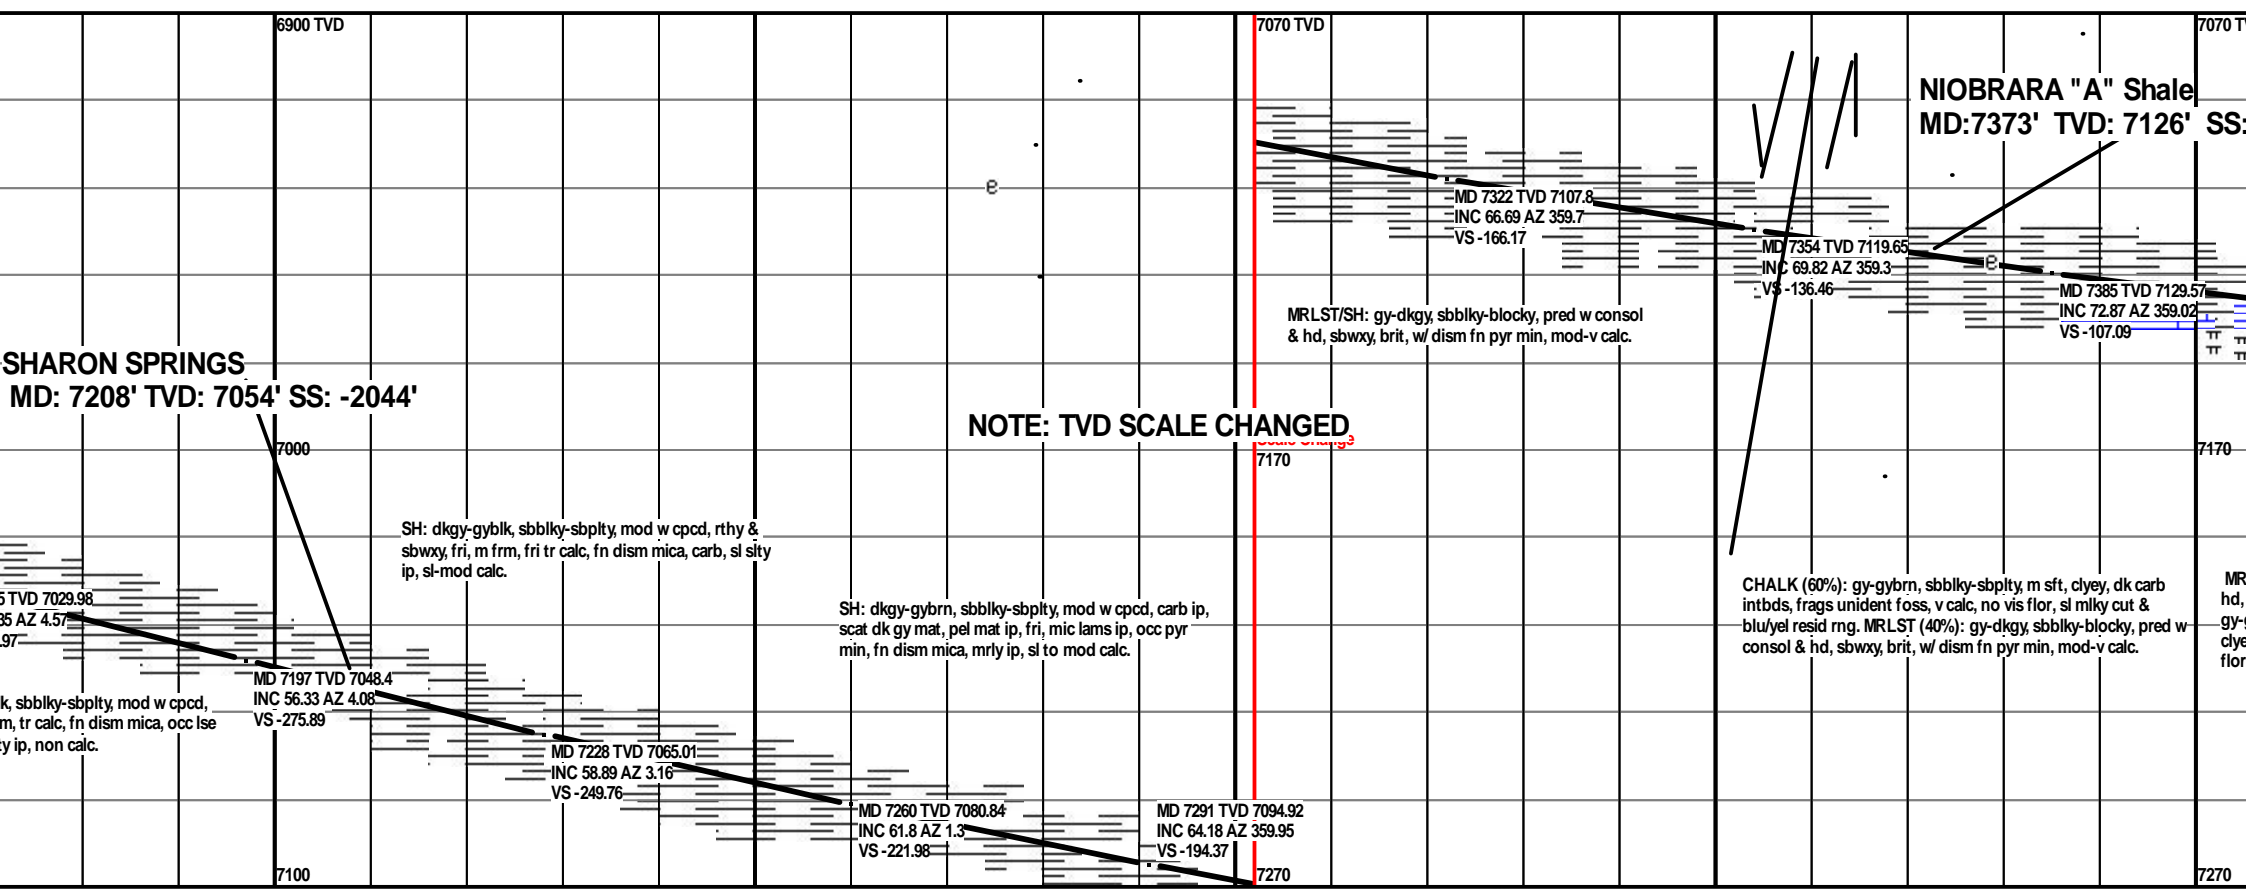 6900 TVD
7070 TVD
7070 TV
NIOBRARA "A" Shale
MD:7373' TVD: 7126' SS:
MD 7322 TVD 7107.8
INC 66.69 AZ 359.7
VS -166.17
MD 7354 TVD 7119.65
INC 69.82 AZ 359.3
VS -136.46
MD 7385 TVD 7129.57
INC 72.87 AZ 359.02
VS -107.09
MRLST/SH: gy-dkgy, sbblky-blocky, pred w consol
& hd, sbwxy, brit, w/ dism fn pyr min, mod-v calc.
SHARON SPRINGS
MD: 7208' TVD: 7054' SS: -2044'
NOTE: TVD SCALE CHANGED
Scale Change
7000
7170
7170
SH: dkgy-gyblk, sbblky-sbplty, mod w cpcd, rthy &
sbwxy, fri, m frm, fri tr calc, fn dism mica, carb, sl slty
ip, sl-mod calc.
5 TVD 7029.98
35 AZ 4.57
.97
SH: dkgy-gybrn, sbblky-sbplty, mod w cpcd, carb ip,
scat dk gy mat, pel mat ip, fri, mic lams ip, occ pyr
min, fn dism mica, mrly ip, sl to mod calc.
CHALK (60%): gy-gybrn, sbblky-sbplty, m sft, clyey, dk carb
intbds, frags unident foss, v calc, no vis flor, sl mlky cut &
blu/yel resid rng. MRLST (40%): gy-dkgy, sbblky-blocky, pred w
consol & hd, sbwxy, brit, w/ dism fn pyr min, mod-v calc.
MR
hd,
gy-g
clye
flor
MD 7197 TVD 7048.4
INC 56.33 AZ 4.08
VS -275.89
k, sbblky-sbplty, mod w cpcd,
m, tr calc, fn dism mica, occ lse
ty ip, non calc.
MD 7228 TVD 7065.01
INC 58.89 AZ 3.16
VS -249.76
MD 7260 TVD 7080.84
INC 61.8 AZ 1.3
VS -221.98
MD 7291 TVD 7094.92
INC 64.18 AZ 359.95
VS -194.37
7100
7270
7270